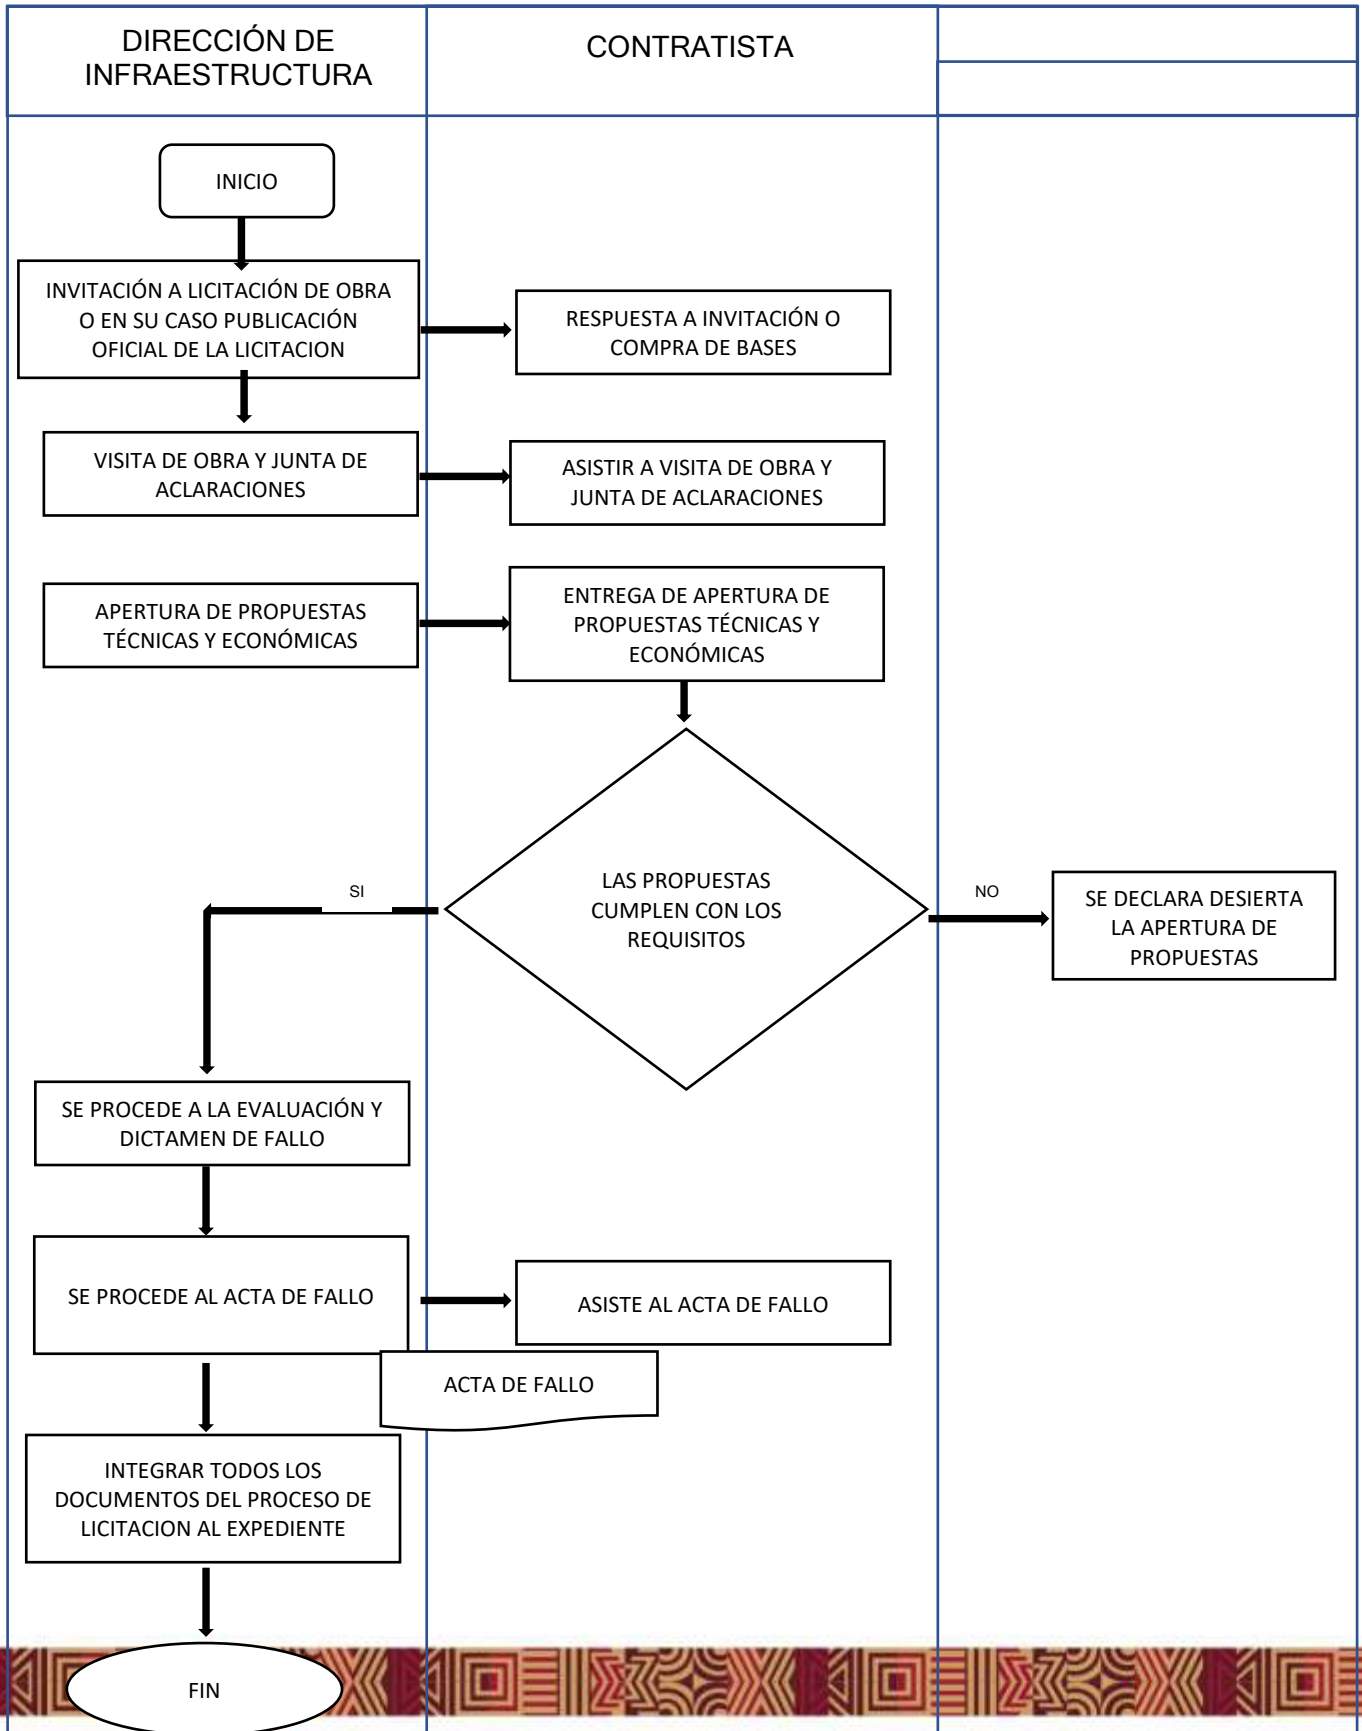 DIRECCIÓN DE
INFRAESTRUCTURA
CONTRATISTA
INICIO
INVITACIÓN A LICITACIÓN DE OBRA
O EN SU CASO PUBLICACIÓN
OFICIAL DE LA LICITACION
RESPUESTA A INVITACIÓN O
COMPRA DE BASES
VISITA DE OBRA Y JUNTA DE
ACLARACIONES
ASISTIR A VISITA DE OBRA Y
JUNTA DE ACLARACIONES
APERTURA DE PROPUESTAS
TÉCNICAS Y ECONÓMICAS
ENTREGA DE APERTURA DE
PROPUESTAS TÉCNICAS Y
ECONÓMICAS
LAS PROPUESTAS
CUMPLEN CON LOS
REQUISITOS
SI
NO
SE DECLARA DESIERTA
LA APERTURA DE
PROPUESTAS
SE PROCEDE A LA EVALUACIÓN Y
DICTAMEN DE FALLO
SE PROCEDE AL ACTA DE FALLO
ASISTE AL ACTA DE FALLO
ACTA DE FALLO
INTEGRAR TODOS LOS
DOCUMENTOS DEL PROCESO DE
LICITACION AL EXPEDIENTE
FIN